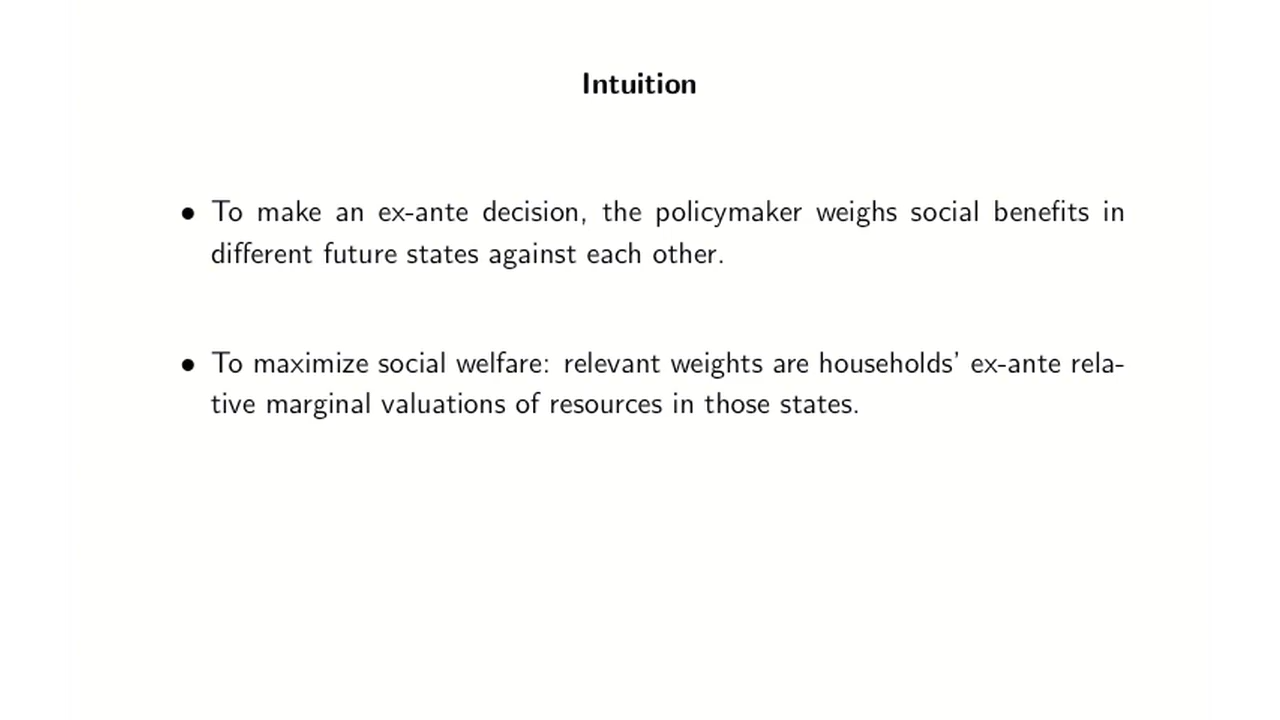 Intuition
• To make an ex-ante decision, the policymaker weighs social benefits in
different future states against each other.
• To maximize social welfare: relevant weights are households’ ex-ante rela-
tive marginal valuations of resources in those states.